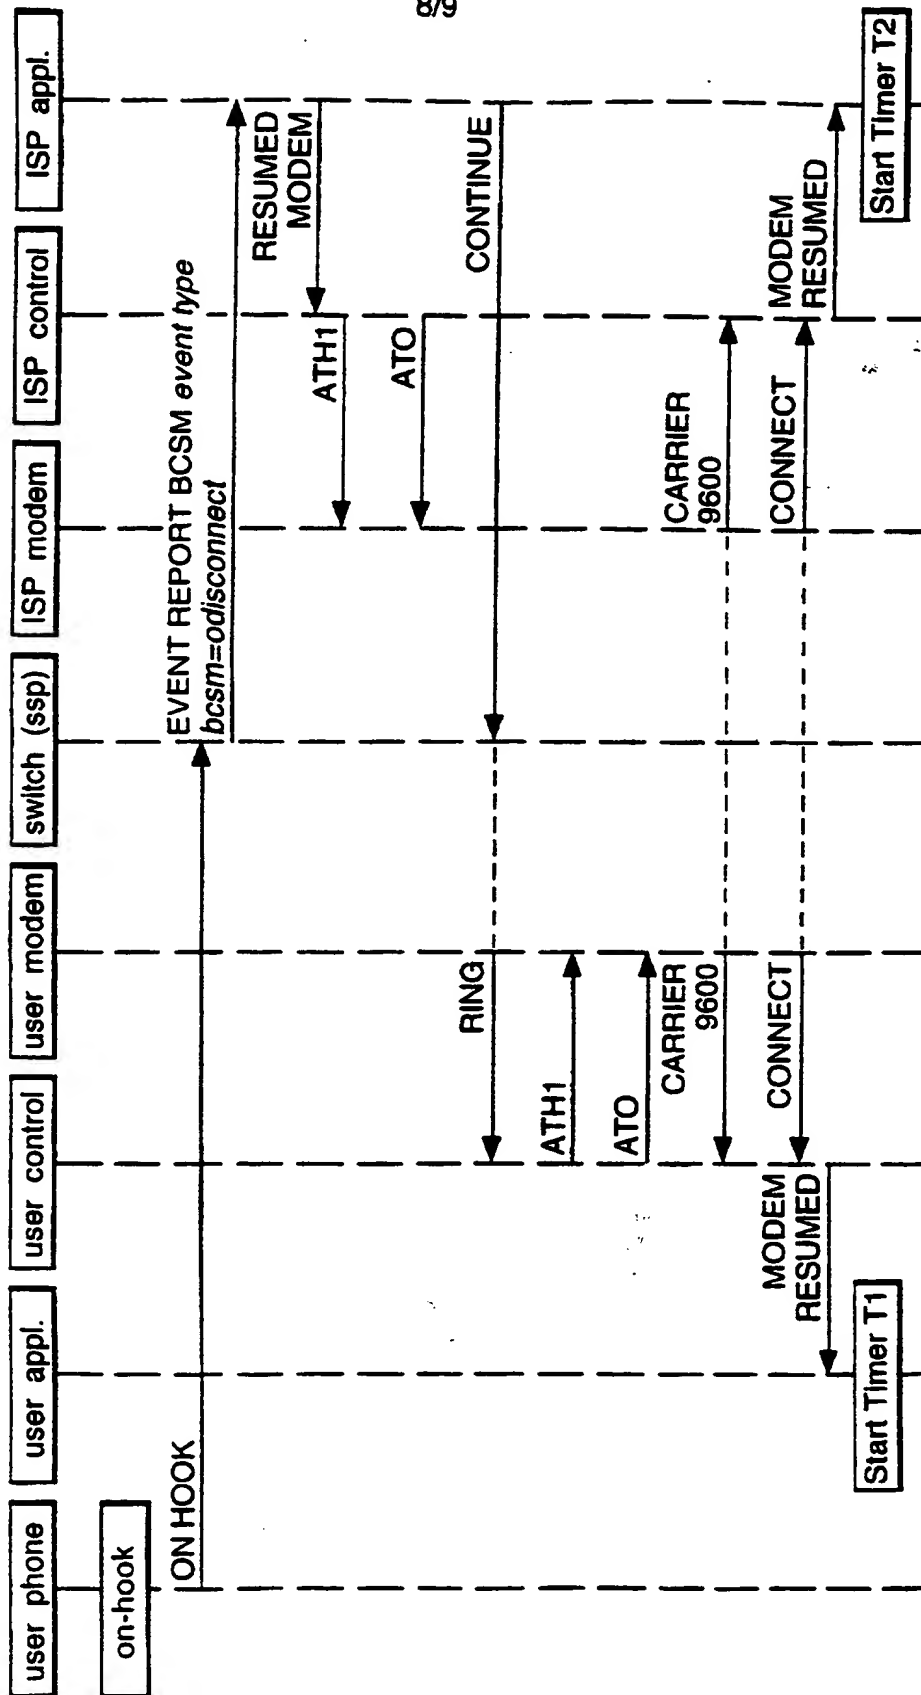 8/9
user phone
user appl.
user control
user modem
switch (ssp)
ISP modem
ISP control
ISP appl.
on-hook
ON HOOK
EVENT REPORT BCSM event type
bcsm=odisconnect
RESUMED
MODEM
ATH1
ATO
CONTINUE
RING
ATH1
ATO
CARRIER
9600
CARRIER
9600
CONNECT
CONNECT
MODEM
RESUMED
MODEM
RESUMED
Start Timer T1
Start Timer T2